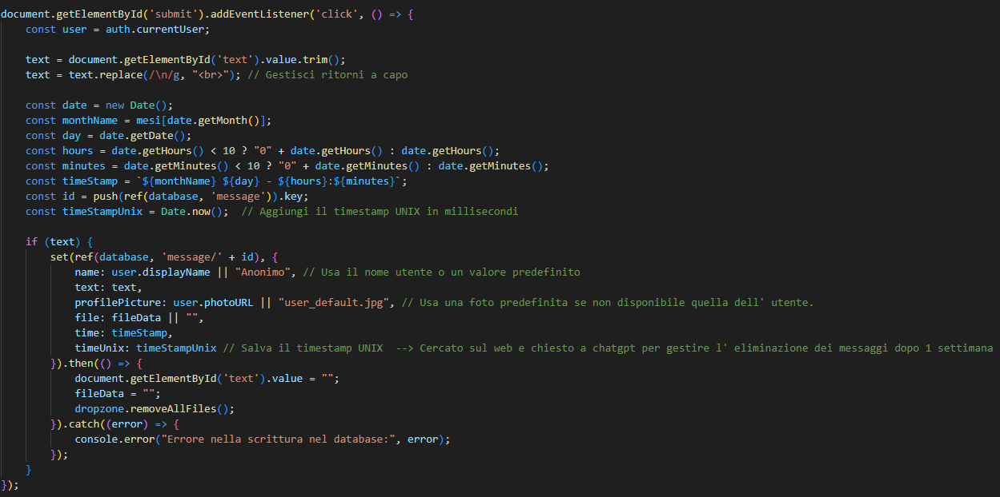 document.getElementById('submit').addEventListener('click', () => {
    const user = auth.currentUser;

    text = document.getElementById('text').value.trim();
    text = text.replace(/\n/g, "<br>"); // Gestisci ritorni a capo

    const date = new Date();
    const monthName = mesi[date.getMonth()];
    const day = date.getDate();
    const hours = date.getHours() < 10 ? "0" + date.getHours() : date.getHours();
    const minutes = date.getMinutes() < 10 ? "0" + date.getMinutes() : date.getMinutes();
    const timeStamp = `${monthName} ${day} - ${hours}:${minutes}`;
    const id = push(ref(database, 'message')).key;
    const timeStampUnix = Date.now();  // Aggiungi il timestamp UNIX in millisecondi

    if (text) {
        set(ref(database, 'message/' + id), {
            name: user.displayName || "Anonimo", // Usa il nome utente o un valore predefinito
            text: text,
            profilePicture: user.photoURL || "user_default.jpg", // Usa una foto predefinita se non disponibile quella dell' utente.
            file: fileData || "",
            time: timeStamp,
            timeUnix: timeStampUnix // Salva il timestamp UNIX  --> Cercato sul web e chiesto a chatgpt per gestire l' eliminazione dei messaggi dopo 1 settimana
        }).then(() => {
            document.getElementById('text').value = "";
            fileData = "";
            dropzone.removeAllFiles();
        }).catch((error) => {
            console.error("Errore nella scrittura nel database:", error);
        });
    }
});